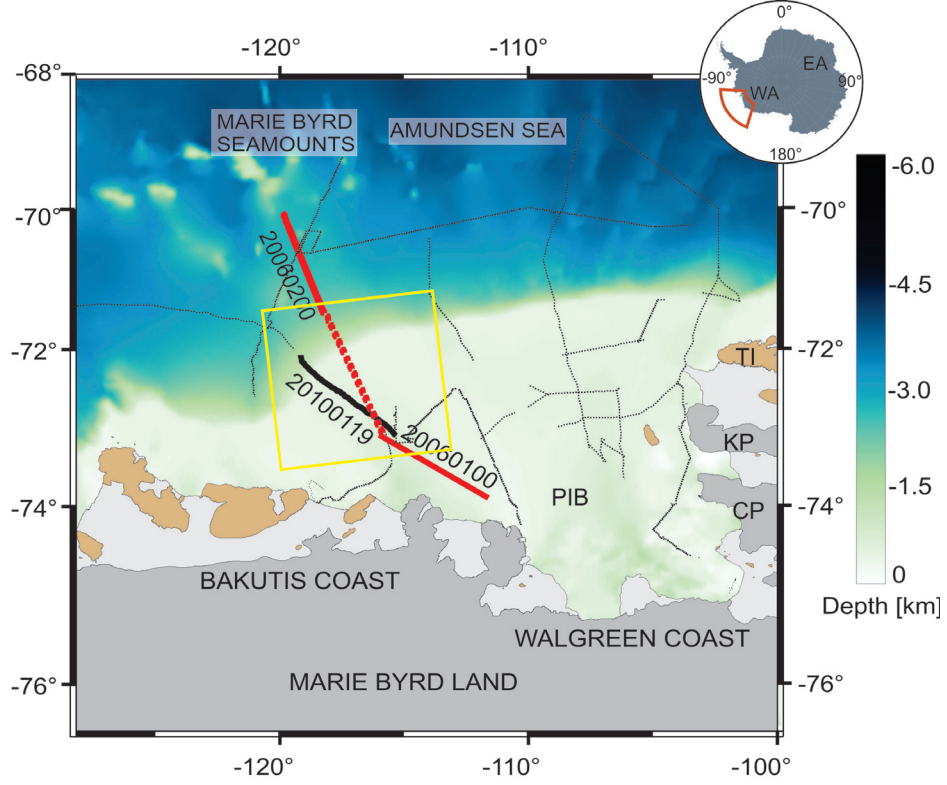 -120°
-110°
0°
EA
-90°
90°
WA
180°
-68°
MARIE BYRD
SEAMOUNTS
AMUNDSEN SEA
-6.0
-70°
-70°
20060200
-4.5
-72°
-72°
TI
20100119
-3.0
20060100
KP
-1.5
-74°
PIB
CP
-74°
0
BAKUTIS COAST
Depth [km]
WALGREEN COAST
-76°
MARIE BYRD LAND
-76°
-120°
-110°
-100°